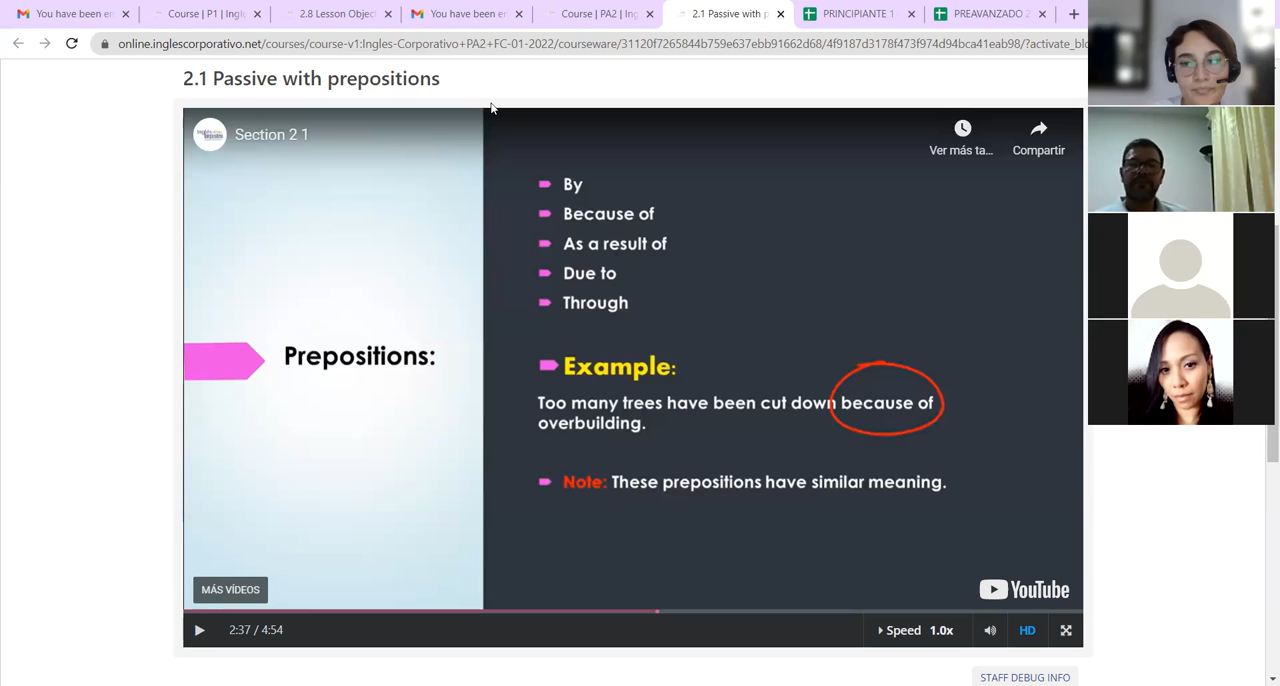 You have been en
Course | P1 | Ingl
2.8 Lesson Object
You have been en
Course | PA2 | Ing
2.1 Passive with p
PRINCIPIANTE 1
PREAVANZADO 2
online.inglescorporativo.net/courses/course-v1:Ingles-Corporativo+PA2+FC-01-2022/courseware/31120f7265844b759e637ebb91662d68/4f9187d3178f473f974d94bca41eab98/?activate_blo
2.1 Passive with prepositions
Section 2 1
Ver más ta...
Compartir
By
Because of
As a result of
Due to
Through
Prepositions:
Example:
Too many trees have been cut down because of
overbuilding.
Note: These prepositions have similar meaning.
MÁS VÍDEOS
YouTube
2:37 / 4:54
Speed 1.0x
HD
STAFF DEBUG INFO